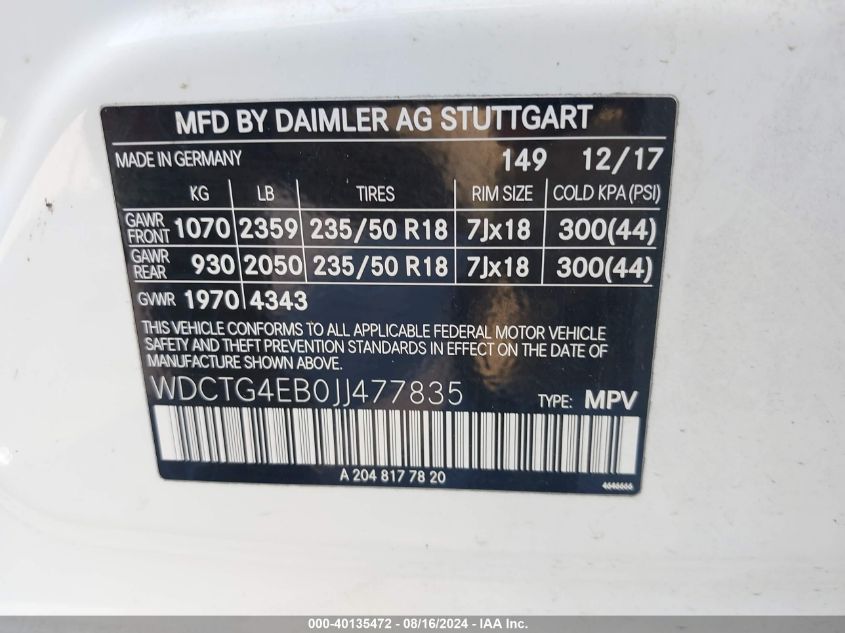 MFD BY DAIMLER AG STUTTGART
MADE IN GERMANY 149 12/17
KG LB TIRES RIM SIZE COLD KPA (PSI)
GAWR FRONT 1070 2359 235/50 R18 7Jx18 300(44)
GAWR REAR 930 2050 235/50 R18 7Jx18 300(44)
GVWR 1970 4343
THIS VEHICLE CONFORMS TO ALL APPLICABLE FEDERAL MOTOR VEHICLE
SAFETY AND THEFT PREVENTION STANDARDS IN EFFECT ON THE DATE OF
MANUFACTURE SHOWN ABOVE.
WDCTG4EB0JJ477835 TYPE: MPV
A 204 817 78 20
4646666
000-40135472 - 08/16/2024 - IAA Inc.